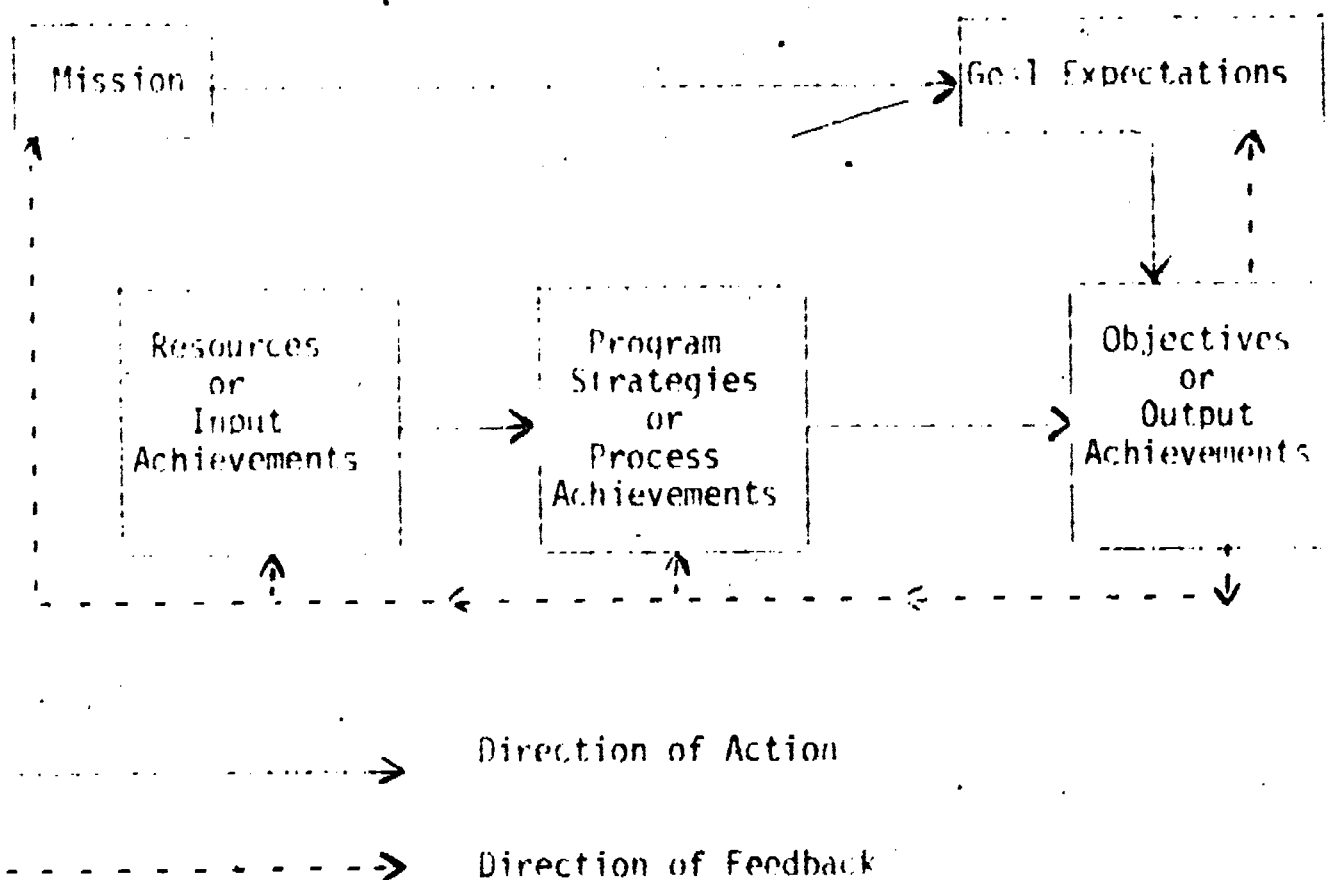 Mission
Goal Expectations
Resources
or
Input
Achievements
Program
Strategies
or
Process
Achievements
Objectives
or
Output
Achievements
Direction of Action
Direction of Feedback